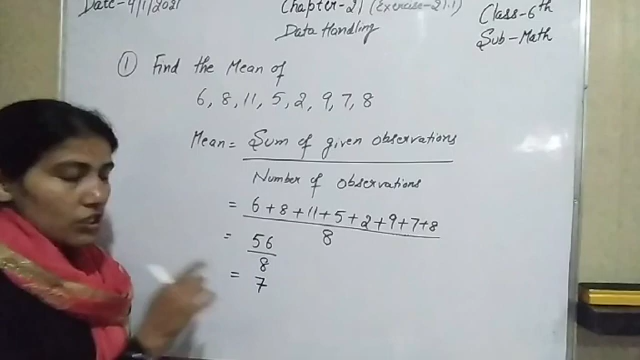 Date-9/1/2021
Chapter-21 (Exercise-21.1)
Class-6th
Data Handling
Sub-Math
① Find the Mean of
6, 8, 11, 5, 2, 9, 7, 8
Mean = Sum of given observations
Number of observations
= 6+8+11+5+2+9+7+8
8
= 56
8
= 7